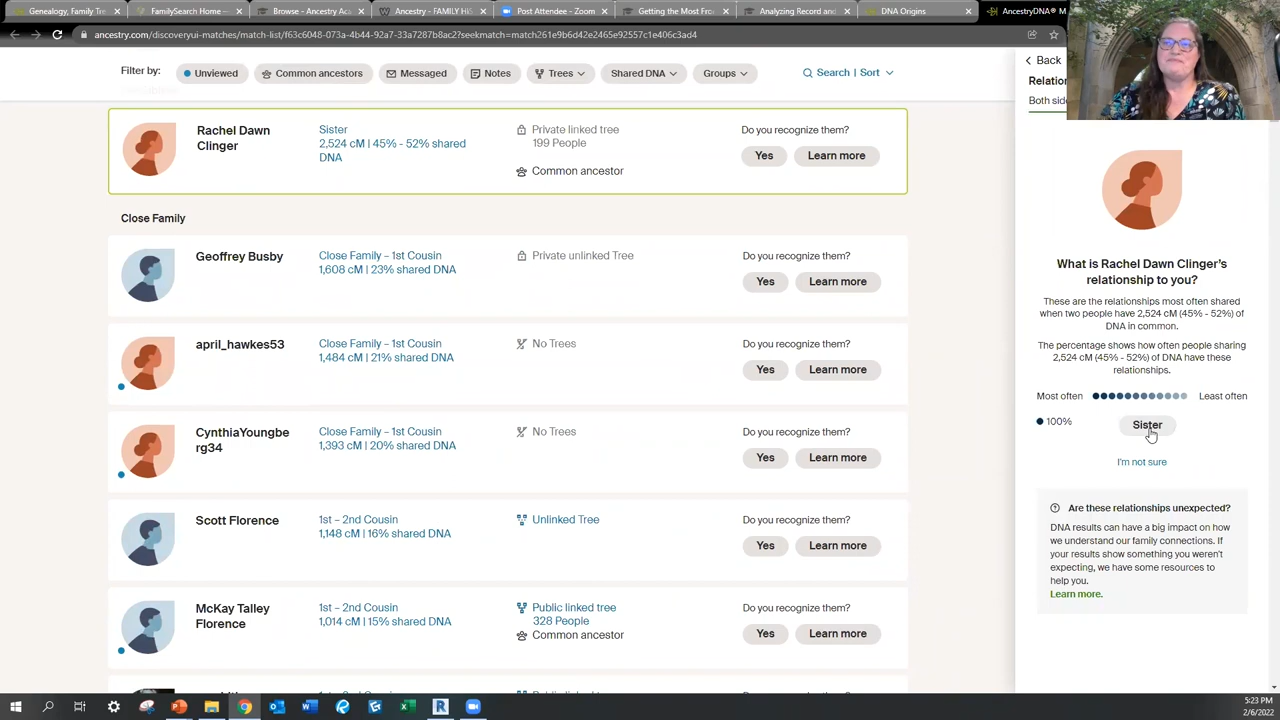 Genealogy, Family Tre
FamilySearch Home –
Browse - Ancestry Aca
Ancestry - FAMILY HIS
Post Attendee - Zoom
Getting the Most Fro
Analyzing Record and
DNA Origins
AncestryDNA® M
ancestry.com/discoveryui-matches/match-list/f63c6048-073a-4b44-92a7-33a7287b8ac2?seekmatch=match261e9b6d42e2465e92557c1e406c3ad4
Filter by:
Unviewed
Common ancestors
Messaged
Notes
Trees
Shared DNA
Groups
Search | Sort
Rachel Dawn
Clinger
Sister
2,524 cM | 45% - 52% shared
DNA
Private linked tree
199 People
Common ancestor
Do you recognize them?
Yes
Learn more
Close Family
Geoffrey Busby
Close Family – 1st Cousin
1,608 cM | 23% shared DNA
Private unlinked Tree
Do you recognize them?
Yes
Learn more
april_hawkes53
Close Family – 1st Cousin
1,484 cM | 21% shared DNA
No Trees
Do you recognize them?
Yes
Learn more
CynthiaYoungbe
rg34
Close Family – 1st Cousin
1,393 cM | 20% shared DNA
No Trees
Do you recognize them?
Yes
Learn more
Scott Florence
1st – 2nd Cousin
1,148 cM | 16% shared DNA
Unlinked Tree
Do you recognize them?
Yes
Learn more
McKay Talley
Florence
1st – 2nd Cousin
1,014 cM | 15% shared DNA
Public linked tree
328 People
Common ancestor
Do you recognize them?
Yes
Learn more
Back
Relation
Both side
What is Rachel Dawn Clinger's
relationship to you?
These are the relationships most often shared
when two people have 2,524 cM (45% - 52%) of
DNA in common.
The percentage shows how often people sharing
2,524 cM (45% - 52%) of DNA have these
relationships.
Most often
Least often
100%
Sister
I'm not sure
Are these relationships unexpected?
DNA results can have a big impact on how
we understand our family connections. If
your results show something you weren't
expecting, we have some resources to
help you.
Learn more.
5:23 PM
2/6/2022